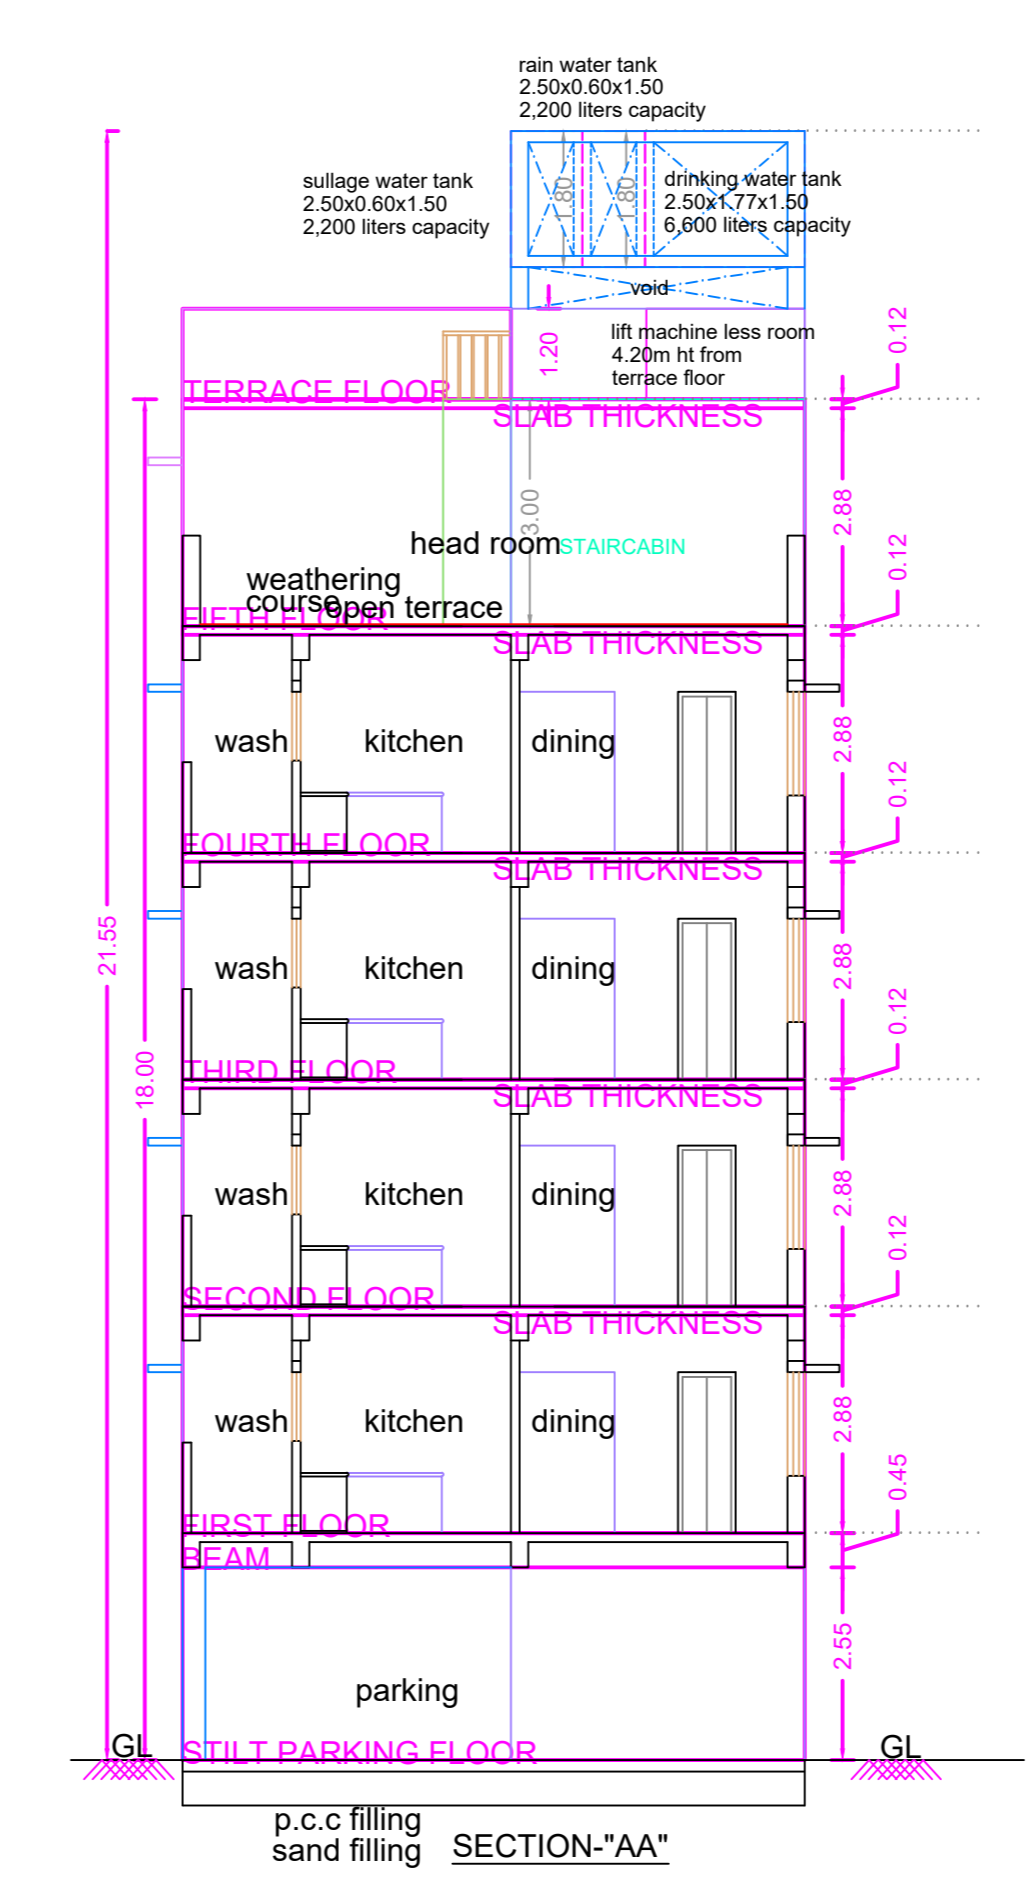 rain water tank
2.50x0.60x1.50
2,200 liters capacity
sullage water tank
2.50x0.60x1.50
2,200 liters capacity
1.80
1.80
drinking water tank
2.50x1.77x1.50
6,600 liters capacity
void
1.20
lift machine less room
4.20m ht from
terrace floor
0.12
TERRACE FLOOR
SLAB THICKNESS
3.00
2.88
head room
STAIRCABIN
0.12
weathering
course
open terrace
FIFTH FLOOR
SLAB THICKNESS
wash
kitchen
dining
2.88
0.12
FOURTH FLOOR
SLAB THICKNESS
21.55
wash
kitchen
dining
2.88
0.12
THIRD FLOOR
18.00
SLAB THICKNESS
wash
kitchen
dining
2.88
0.12
SECOND FLOOR
SLAB THICKNESS
wash
kitchen
dining
2.88
0.45
FIRST FLOOR
BEAM
2.55
parking
GL
STILT PARKING FLOOR
GL
p.c.c filling
sand filling
SECTION-"AA"